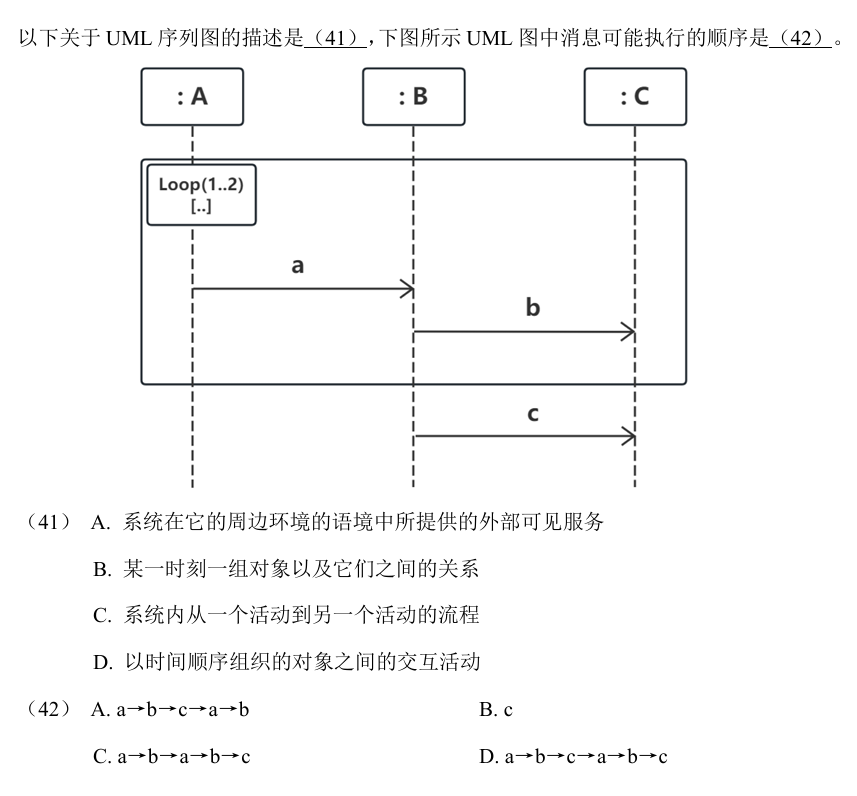 以下关于 UML 序列图的描述是（41），下图所示 UML 图中消息可能执行的顺序是（42）。
: A
: B
: C
Loop(1..2)
[..]
a
b
c
（41） A. 系统在它的周边环境的语境中所提供的外部可见服务
B. 某一时刻一组对象以及它们之间的关系
C. 系统内从一个活动到另一个活动的流程
D. 以时间顺序组织的对象之间的交互活动
（42） A. a→b→c→a→b B. c
C. a→b→a→b→c D. a→b→c→a→b→c